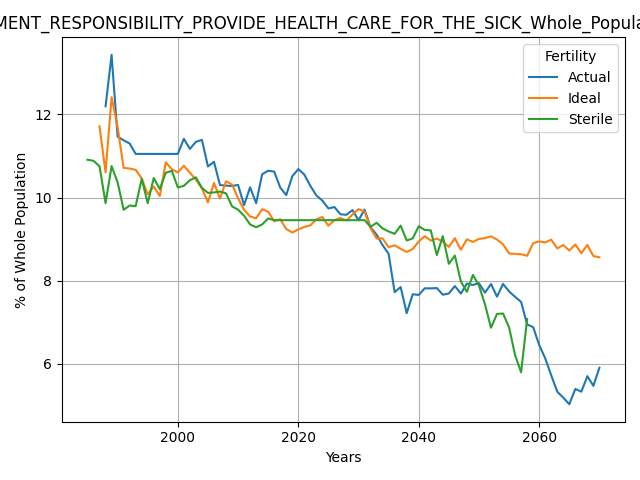 MENT_RESPONSIBILITY_PROVIDE_HEALTH_CARE_FOR_THE_SICK_Whole_Popula
Fertility
Actual
Ideal
Sterile
% of Whole Population
12
10
8
6
2000 2020 2040 2060
Years